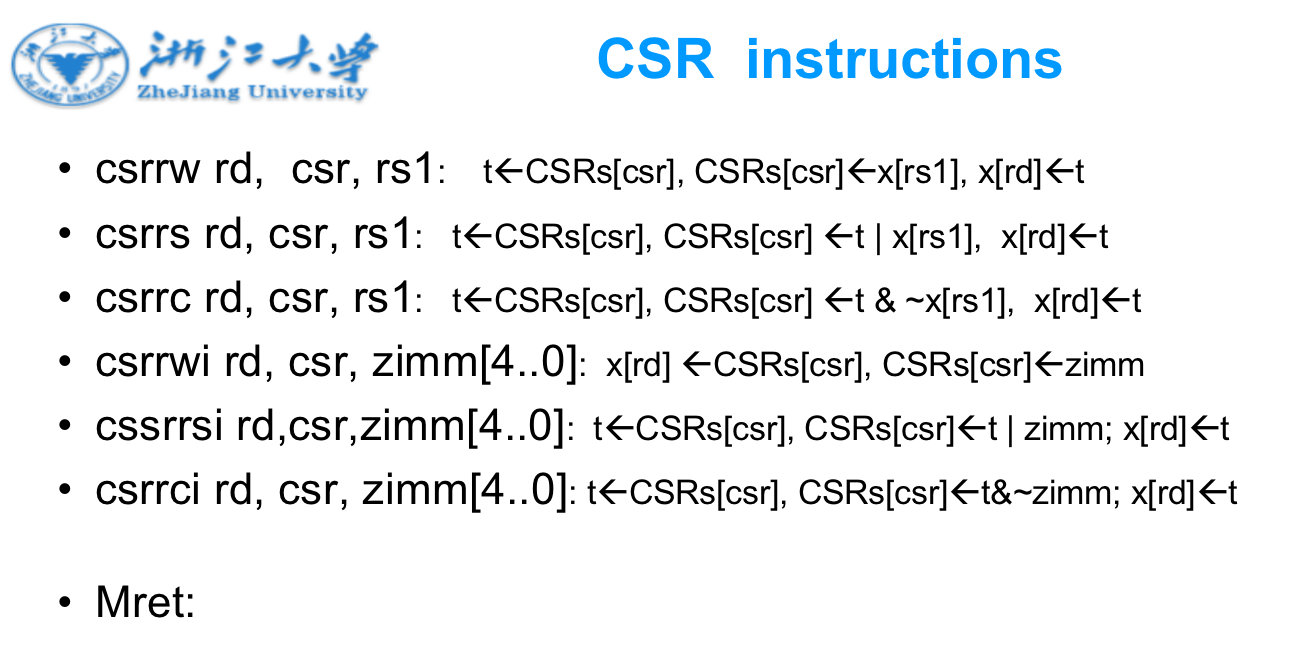 浙江大学
ZheJiang University
CSR instructions
• csrrw rd, csr, rs1: t←CSRs[csr], CSRs[csr]←x[rs1], x[rd]←t
• csrrs rd, csr, rs1: t←CSRs[csr], CSRs[csr] ←t | x[rs1], x[rd]←t
• csrrc rd, csr, rs1: t←CSRs[csr], CSRs[csr] ←t & ~x[rs1], x[rd]←t
• csrrwi rd, csr, zimm[4..0]: x[rd] ←CSRs[csr], CSRs[csr]←zimm
• cssrrsi rd,csr,zimm[4..0]: t←CSRs[csr], CSRs[csr]←t | zimm; x[rd]←t
• csrrci rd, csr, zimm[4..0]: t←CSRs[csr], CSRs[csr]←t&~zimm; x[rd]←t
• Mret: